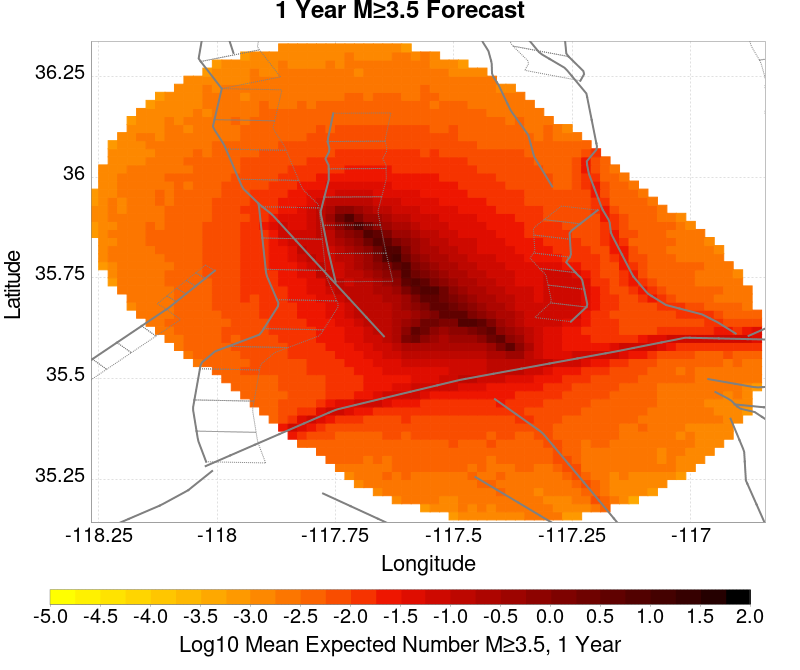 1 Year M≥3.5 Forecast
36.25
36
35.75
35.5
35.25
Latitude
-118.25 -118 -117.75 -117.5 -117.25 -117
Longitude
-5.0 -4.5 -4.0 -3.5 -3.0 -2.5 -2.0 -1.5 -1.0 -0.5 0.0 0.5 1.0 1.5 2.0
Log10 Mean Expected Number M≥3.5, 1 Year